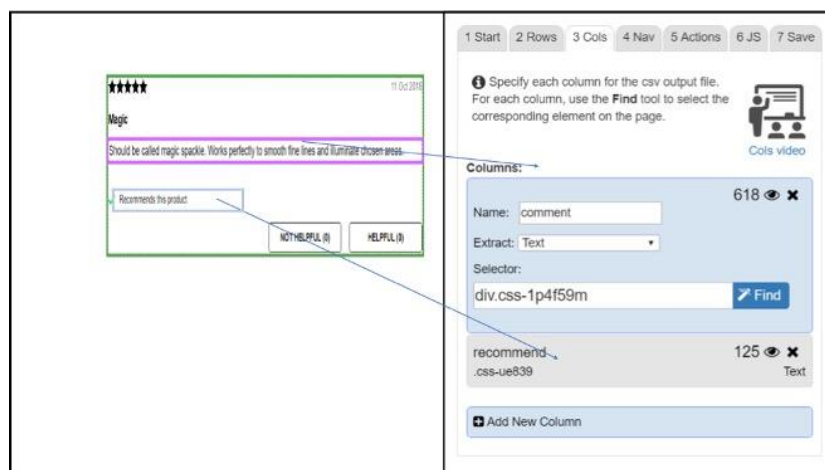 ★★★★★ 11 Oct 2018
Magic
Should be called magic spackle. Works perfectly to smooth fine lines and illuminate chosen areas.
Recommends this product
NOT HELPFUL (0) HELPFUL (0)
1 Start 2 Rows 3 Cols 4 Nav 5 Actions 6 JS 7 Save
Specify each column for the csv output file.
For each column, use the Find tool to select the
corresponding element on the page.
Cols video
Columns:
618
Name: comment
Extract: Text
Selector:
div.css-1p4f59m Find
recommend 125
.css-ue839 Text
Add New Column